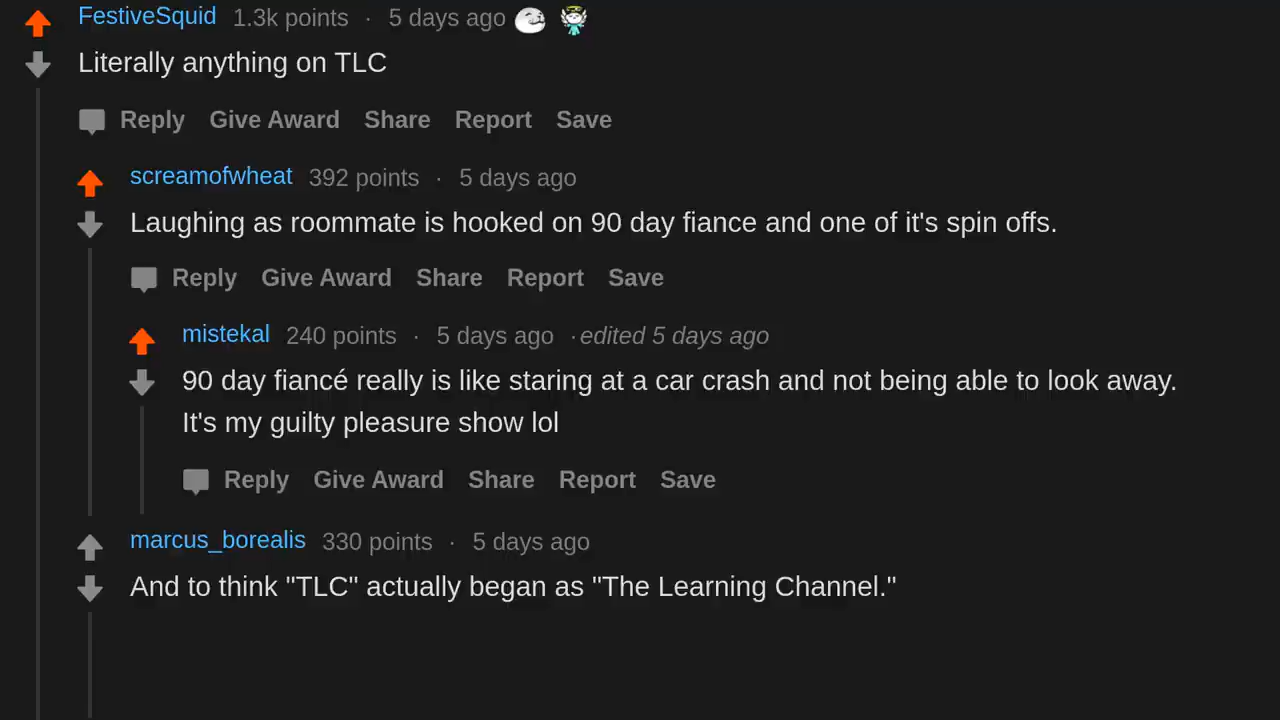 FestiveSquid 1.3k points · 5 days ago
Literally anything on TLC
Reply Give Award Share Report Save
screamofwheat 392 points · 5 days ago
Laughing as roommate is hooked on 90 day fiance and one of it's spin offs.
Reply Give Award Share Report Save
mistekal 240 points · 5 days ago · edited 5 days ago
90 day fiancé really is like staring at a car crash and not being able to look away.
It's my guilty pleasure show lol
Reply Give Award Share Report Save
marcus_borealis 330 points · 5 days ago
And to think "TLC" actually began as "The Learning Channel."